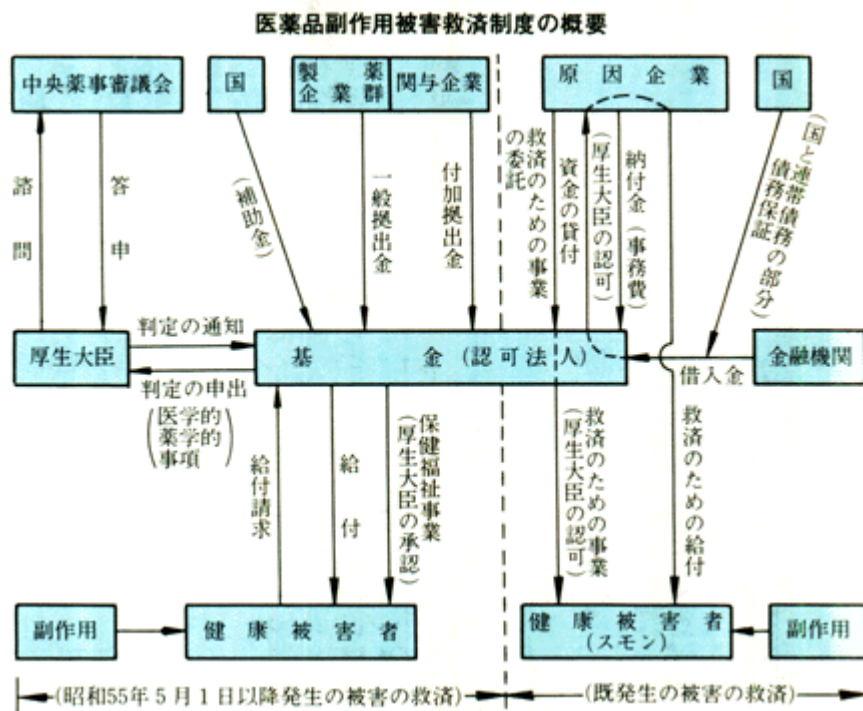 医薬品副作用被害救済制度の概要
中央薬事審議会
国
製薬
企業群
関与企業
原因企業
国
諮問
答申
(補助金)
一般拠出金
付加拠出金
救済のための事業
の委託
資金の貸付
(厚生大臣の認可)
納付金(事務費)
(国と連帯債務の部分)
債務保証
厚生大臣
判定の通知
判定の申出
(医学的
薬学的
事項)
基金(認可法人)
借入金
金融機関
給付請求
給付
保健福祉事業
(厚生大臣の承認)
救済のための事業
(厚生大臣の認可)
救済のための給付
副作用
健康被害者
健康被害者
(スモン)
副作用
(昭和55年5月1日以降発生の被害の救済)
(既発生の被害の救済)